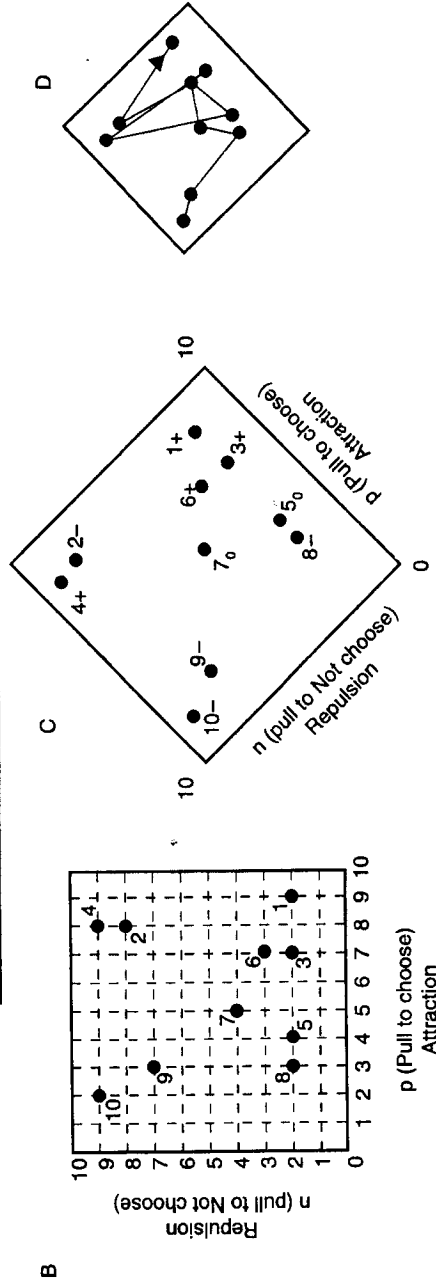 B
Repulsion
n (pull to Not choose)
10
9
8
7
6
5
4
3
2
1
0
1 2 3 4 5 6 7 8 9 10
p (Pull to choose)
Attraction
4
2
10
9
7
6
1
3
5
8
C
10
10
0
n (pull to Not choose)
Repulsion
p (Pull to choose)
Attraction
4+
2−
1+
3+
6+
7₀
5₀
8−
9−
10−
D